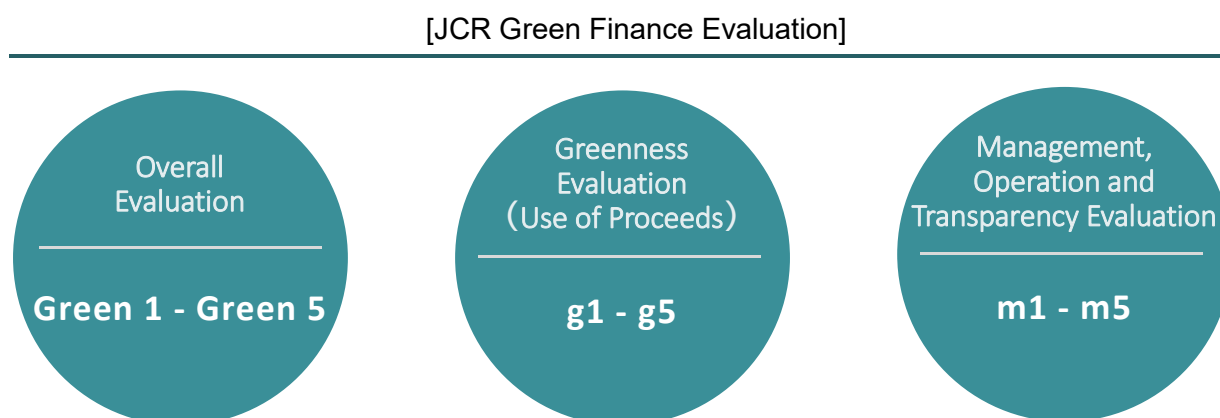 [JCR Green Finance Evaluation]
Overall
Evaluation
Green 1 - Green 5
Greenness
Evaluation
（Use of Proceeds）
g1 - g5
Management,
Operation and
Transparency Evaluation
m1 - m5